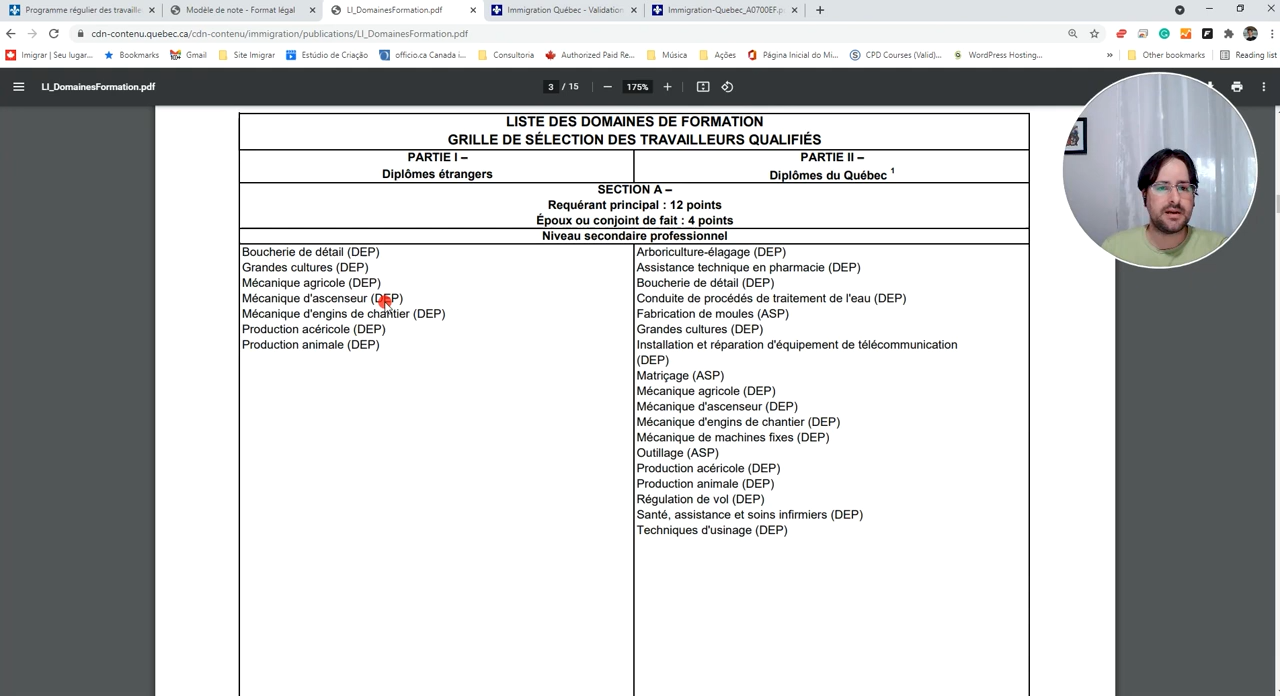 Programme régulier des travaille
Modèle de note - Format légal
LI_DomainesFormation.pdf
Immigration Québec - Validation
Immigration-Quebec_A0700EF.p
cdn-contenu.quebec.ca/cdn-contenu/immigration/publications/LI_DomainesFormation.pdf
Imigrar | Seu lugar...
Bookmarks
Gmail
Site Imigrar
Estúdio de Criação
officio.ca Canada i...
Consultoria
Authorized Paid Re...
Música
Ações
Página Inicial do Mi...
CPD Courses (Valid)...
WordPress Hosting...
»
Other bookmarks
Reading list
LI_DomainesFormation.pdf
3 / 15
175%
LISTE DES DOMAINES DE FORMATION
GRILLE DE SÉLECTION DES TRAVAILLEURS QUALIFIÉS
PARTIE I –
Diplômes étrangers
PARTIE II –
Diplômes du Québec 1
SECTION A –
Requérant principal : 12 points
Époux ou conjoint de fait : 4 points
Niveau secondaire professionnel
Boucherie de détail (DEP)
Grandes cultures (DEP)
Mécanique agricole (DEP)
Mécanique d'ascenseur (DEP)
Mécanique d'engins de chantier (DEP)
Production acéricole (DEP)
Production animale (DEP)
Arboriculture-élagage (DEP)
Assistance technique en pharmacie (DEP)
Boucherie de détail (DEP)
Conduite de procédés de traitement de l'eau (DEP)
Fabrication de moules (ASP)
Grandes cultures (DEP)
Installation et réparation d'équipement de télécommunication
(DEP)
Matriçage (ASP)
Mécanique agricole (DEP)
Mécanique d'ascenseur (DEP)
Mécanique d'engins de chantier (DEP)
Mécanique de machines fixes (DEP)
Outillage (ASP)
Production acéricole (DEP)
Production animale (DEP)
Régulation de vol (DEP)
Santé, assistance et soins infirmiers (DEP)
Techniques d'usinage (DEP)